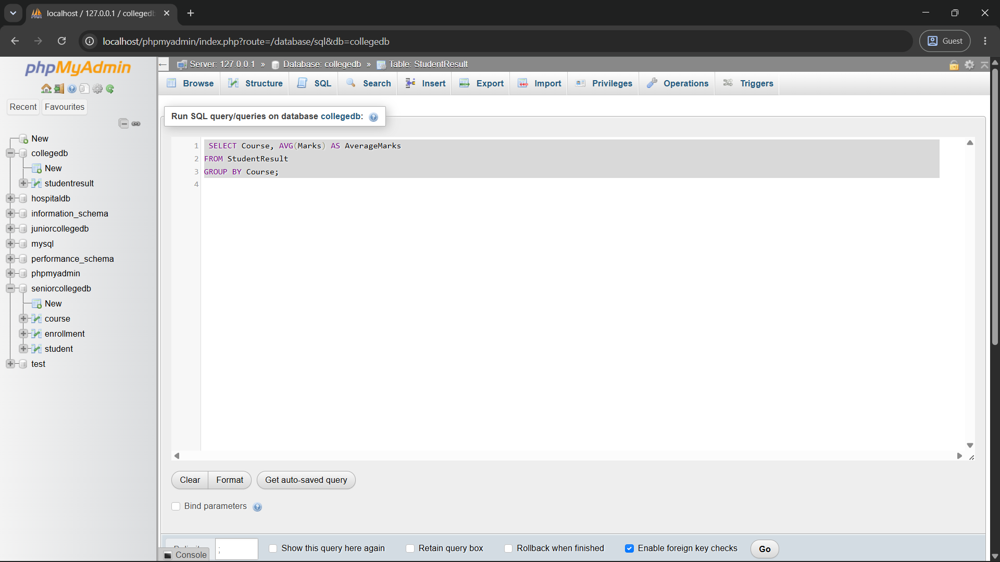 localhost / 127.0.0.1 / collegedb
localhost/phpmyadmin/index.php?route=/database/sql&db=collegedb
Guest
phpMyAdmin
Recent Favourites
New
collegedb
New
studentresult
hospitaldb
information_schema
juniorcollegedb
mysql
performance_schema
phpmyadmin
seniorcollegedb
New
course
enrollment
student
test
Server: 127.0.0.1 » Database: collegedb » Table: StudentResult
Browse Structure SQL Search Insert Export Import Privileges Operations Triggers
Run SQL query/queries on database collegedb:
1 SELECT Course, AVG(Marks) AS AverageMarks
2 FROM StudentResult
3 GROUP BY Course;
4
Clear Format Get auto-saved query
Bind parameters
; Show this query here again Retain query box Rollback when finished Enable foreign key checks Go
Console